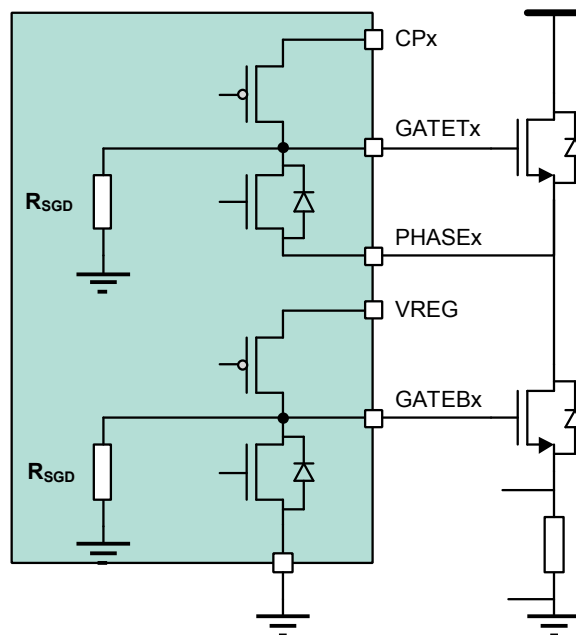 CPx
GATETx
RSGD
PHASEx
VREG
GATEBx
RSGD